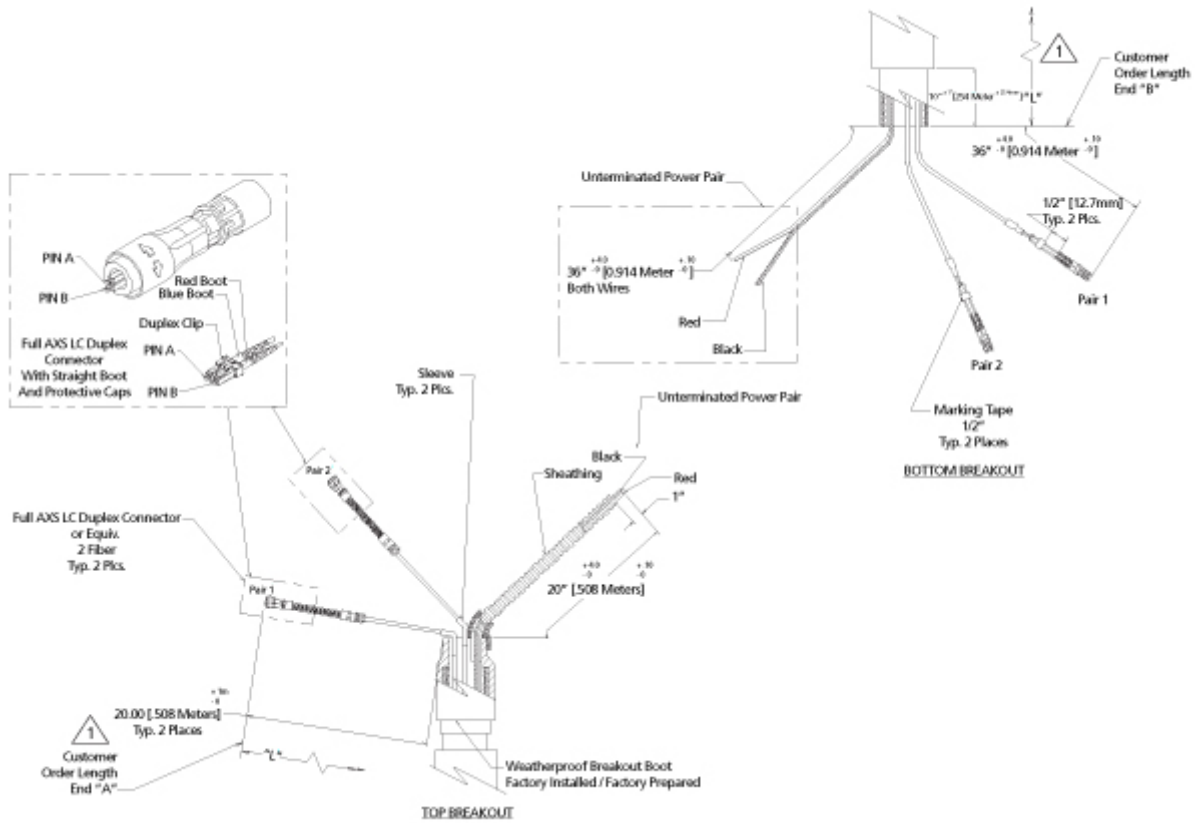 1
Customer
Order Length
End "B"
"L"
36" [0.914 Meter]
1/2" [12.7mm]
Typ. 2 Plcs.
Pair 1
Pair 2
Marking Tape
1/2"
Typ. 2 Places
BOTTOM BREAKOUT
Unterminated Power Pair
36" [0.914 Meter]
Both Wires
Red
Black
PIN A
PIN B
Red Boot
Blue Boot
Duplex Clip
PIN A
PIN B
Full AXS LC Duplex
Connector
With Straight Boot
And Protective Caps
Sleeve
Typ. 2 Plcs.
Unterminated Power Pair
Black
Sheathing
Red
1"
+4.0 +.10
-0 -0
20" [.508 Meters]
Pair 2
Full AXS LC Duplex Connector
or Equiv.
2 Fiber
Typ. 2 Plcs.
Pair 1
20.00 [.508 Meters]
Typ. 2 Places
1
Customer
Order Length
End "A"
"L"
Weatherproof Breakout Boot
Factory Installed / Factory Prepared
TOP BREAKOUT